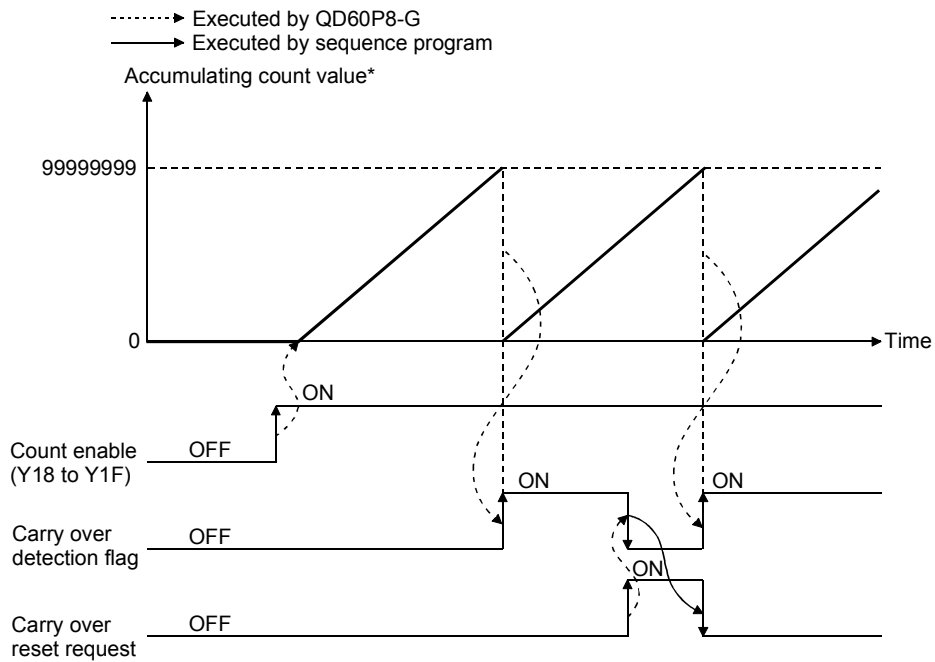 Executed by QD60P8-G
Executed by sequence program
Accumulating count value*
99999999
0
Time
ON
Count enable
(Y18 to Y1F)
OFF
ON
ON
Carry over
detection flag
OFF
ON
Carry over
reset request
OFF